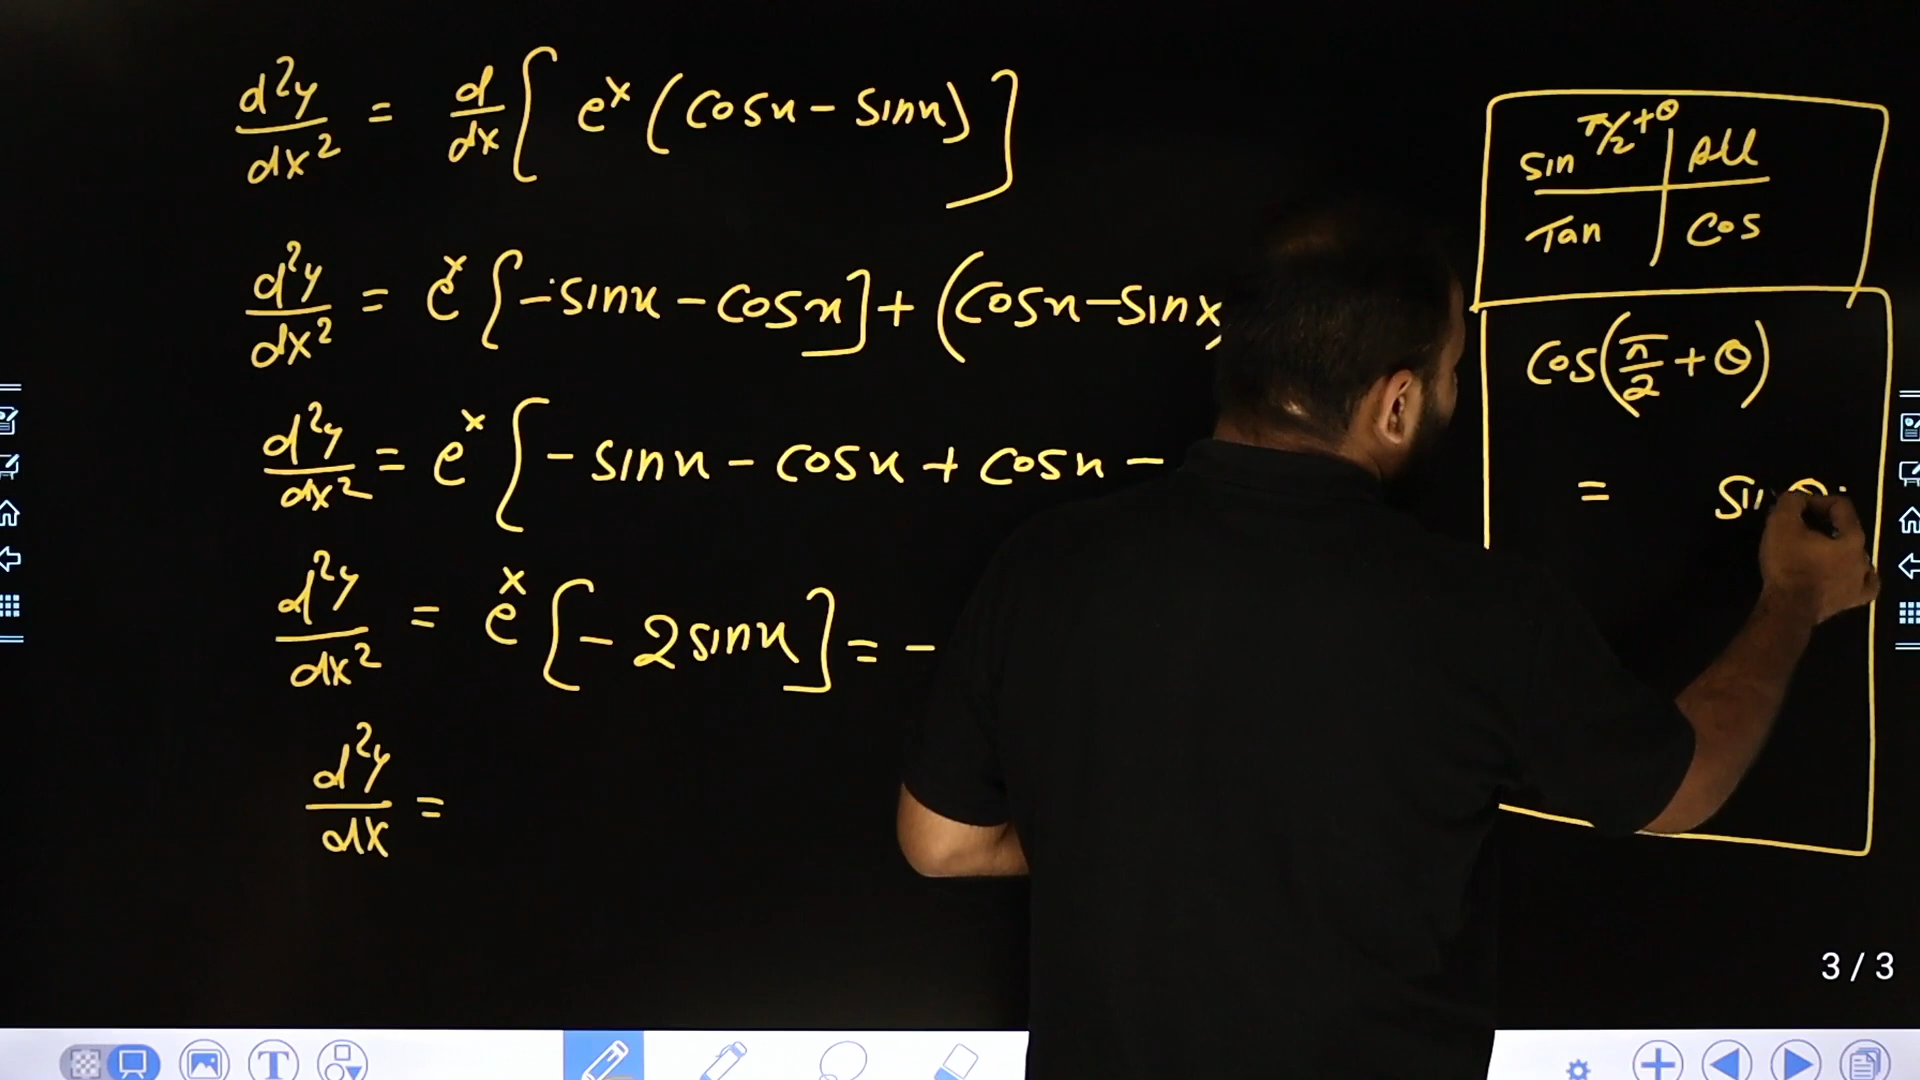 d²y/dx² = d/dx [ eˣ (cosx - sinx) ]
d²y/dx² = eˣ [-sinx - cosx] + (cosx - sinx)
d²y/dx² = eˣ [ - sinx - cosx + cosx -
d²y/dx² = eˣ [- 2sinx] = -
d²y/dx =
sin π/2+θ | All
Tan | Cos
cos(π/2 + θ)
= sin θ
3 / 3
T